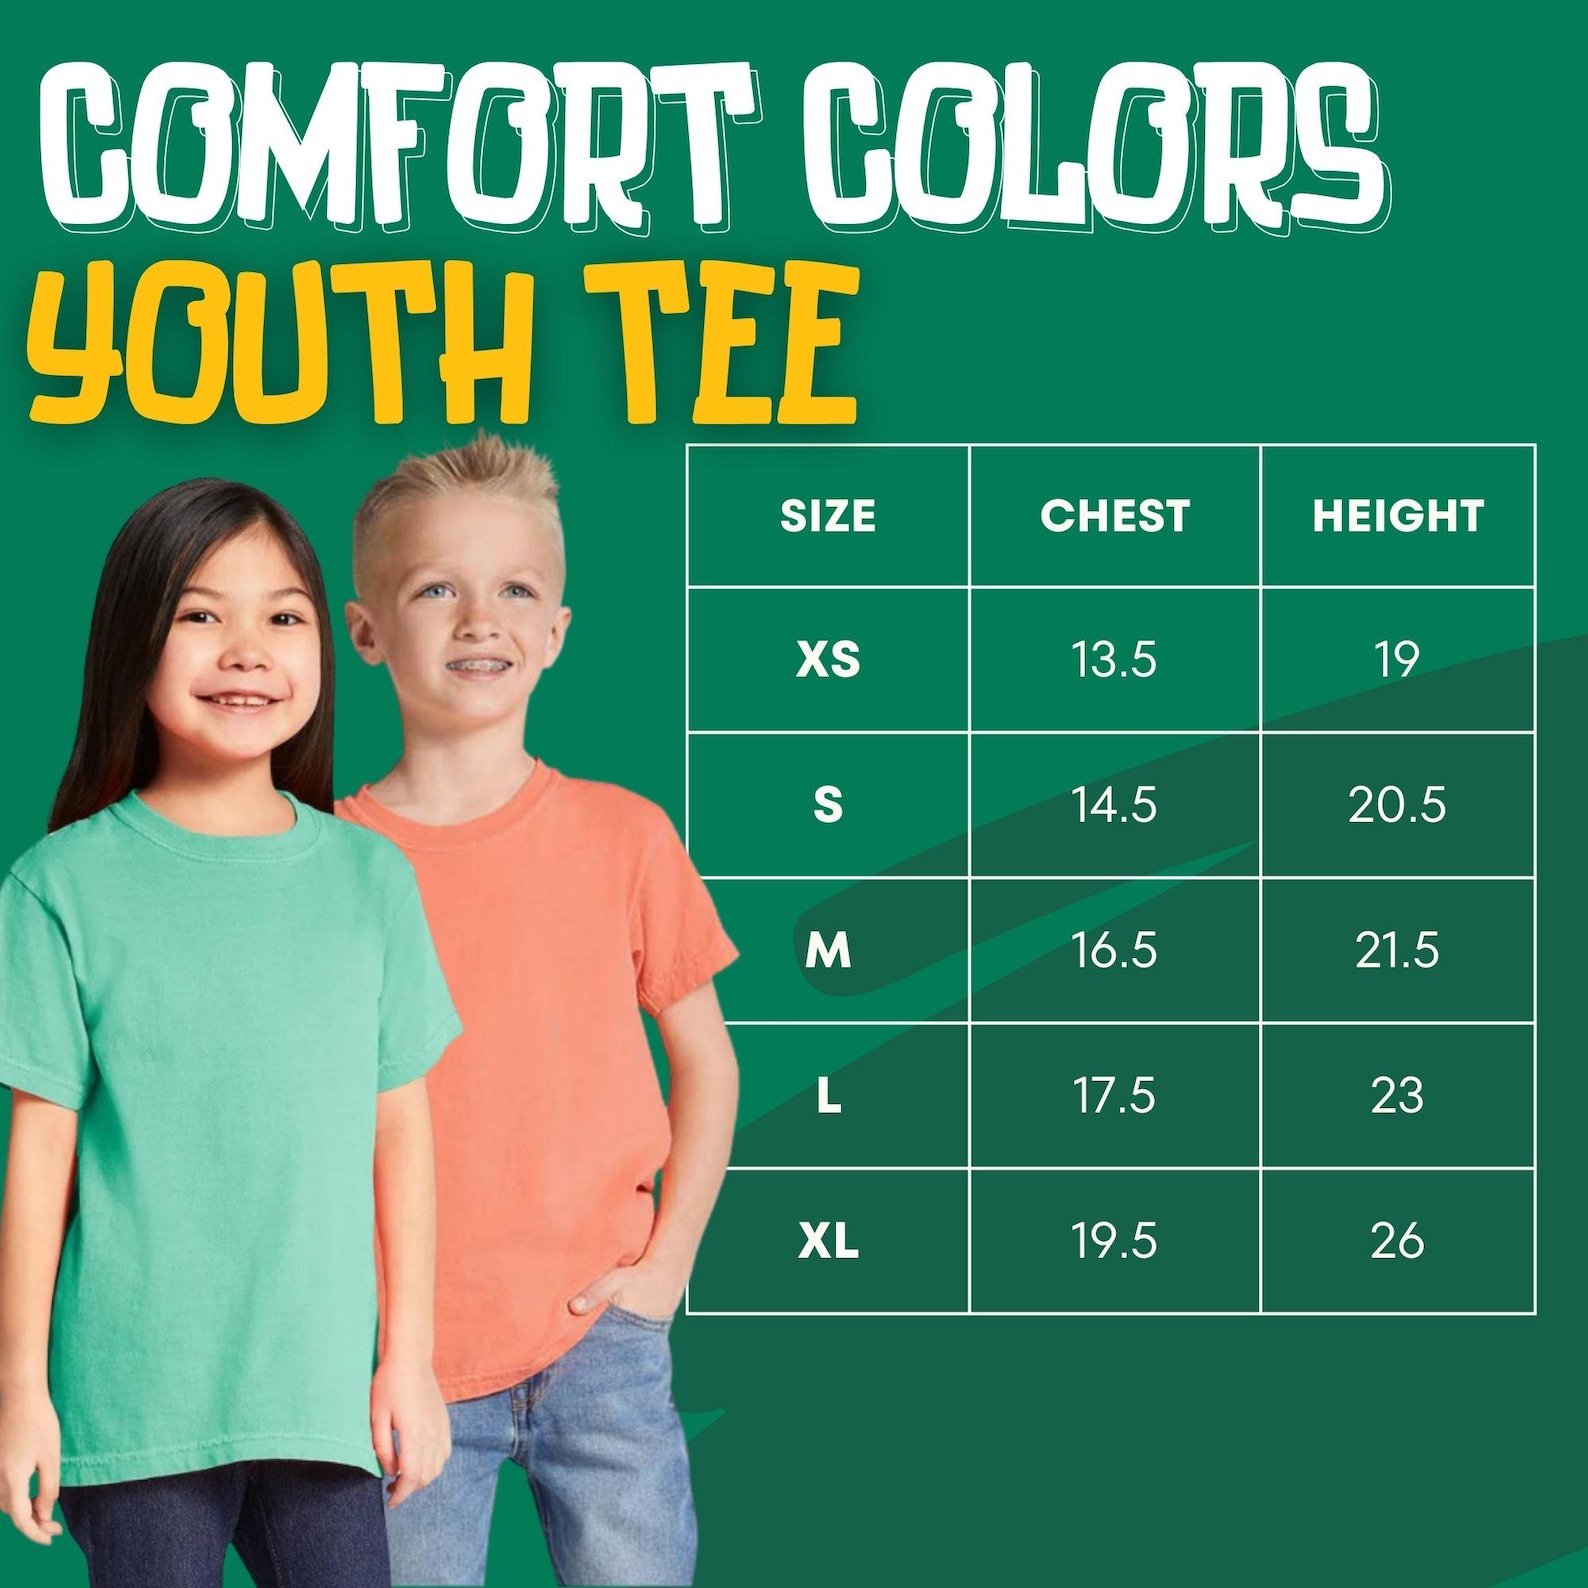 COMFORT COLORS
YOUTH TEE
SIZE CHEST HEIGHT
XS 13.5 19
S 14.5 20.5
M 16.5 21.5
L 17.5 23
XL 19.5 26